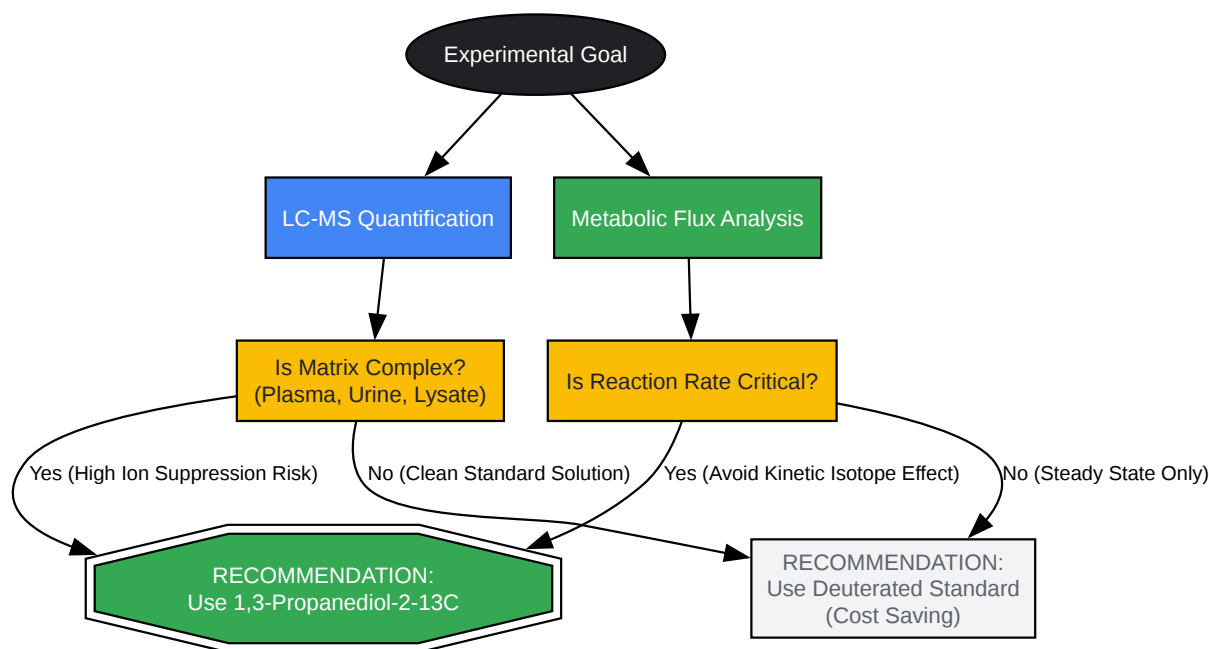 Experimental Goal
LC-MS Quantification
Metabolic Flux Analysis
Is Matrix Complex?
(Plasma, Urine, Lysate)
Is Reaction Rate Critical?
Yes (High Ion Suppression Risk)
No (Clean Standard Solution)
Yes (Avoid Kinetic Isotope Effect)
No (Steady State Only)
RECOMMENDATION:
Use 1,3-Propanediol-2-13C
RECOMMENDATION:
Use Deuterated Standard
(Cost Saving)